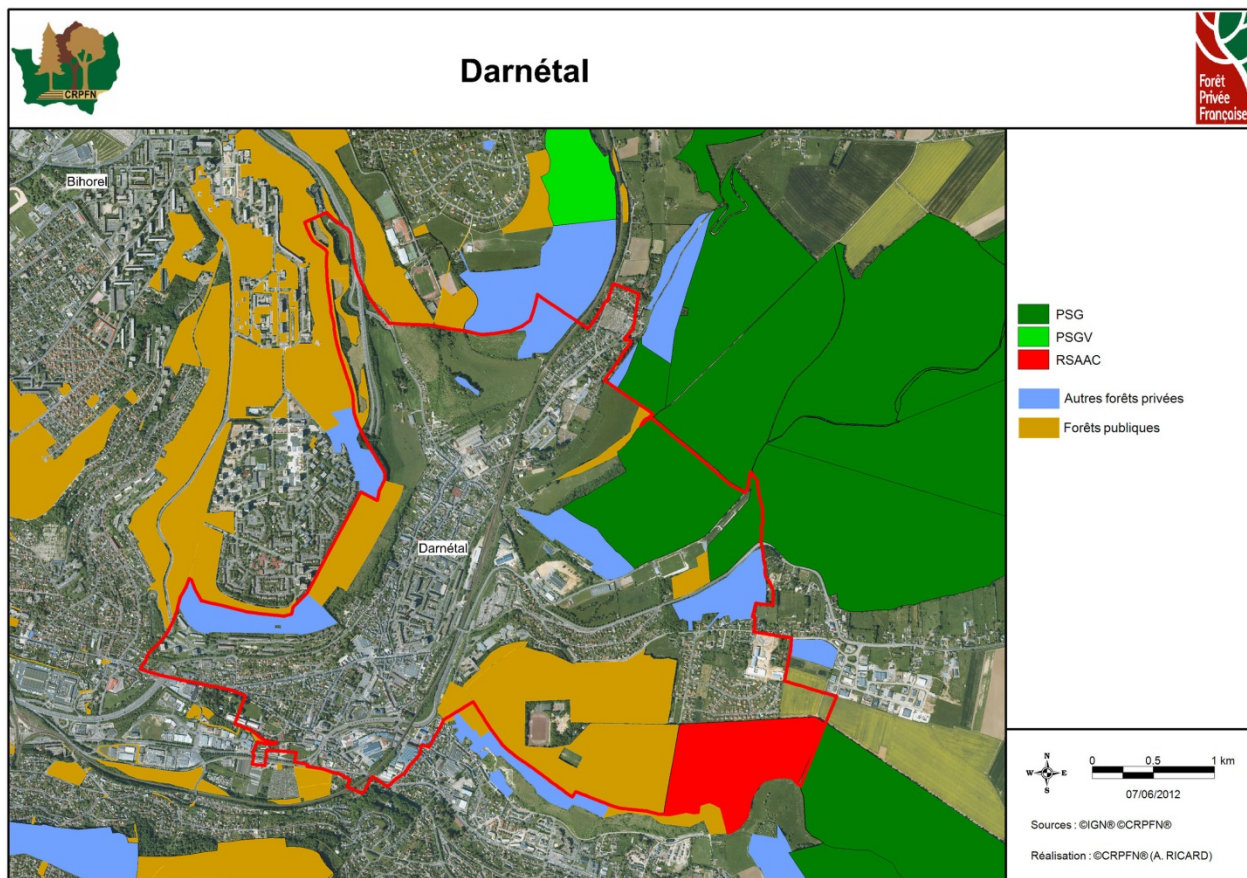 CRPFN
Darnétal
Forêt
Privée
Française
Bihorel
Darnétal
PSG
PSGV
RSAAC
Autres forêts privées
Forêts publiques
N
W E
S
0 0.5 1 km
07/06/2012
Sources : ©IGN® ©CRPFN®
Réalisation : ©CRPFN® (A. RICARD)